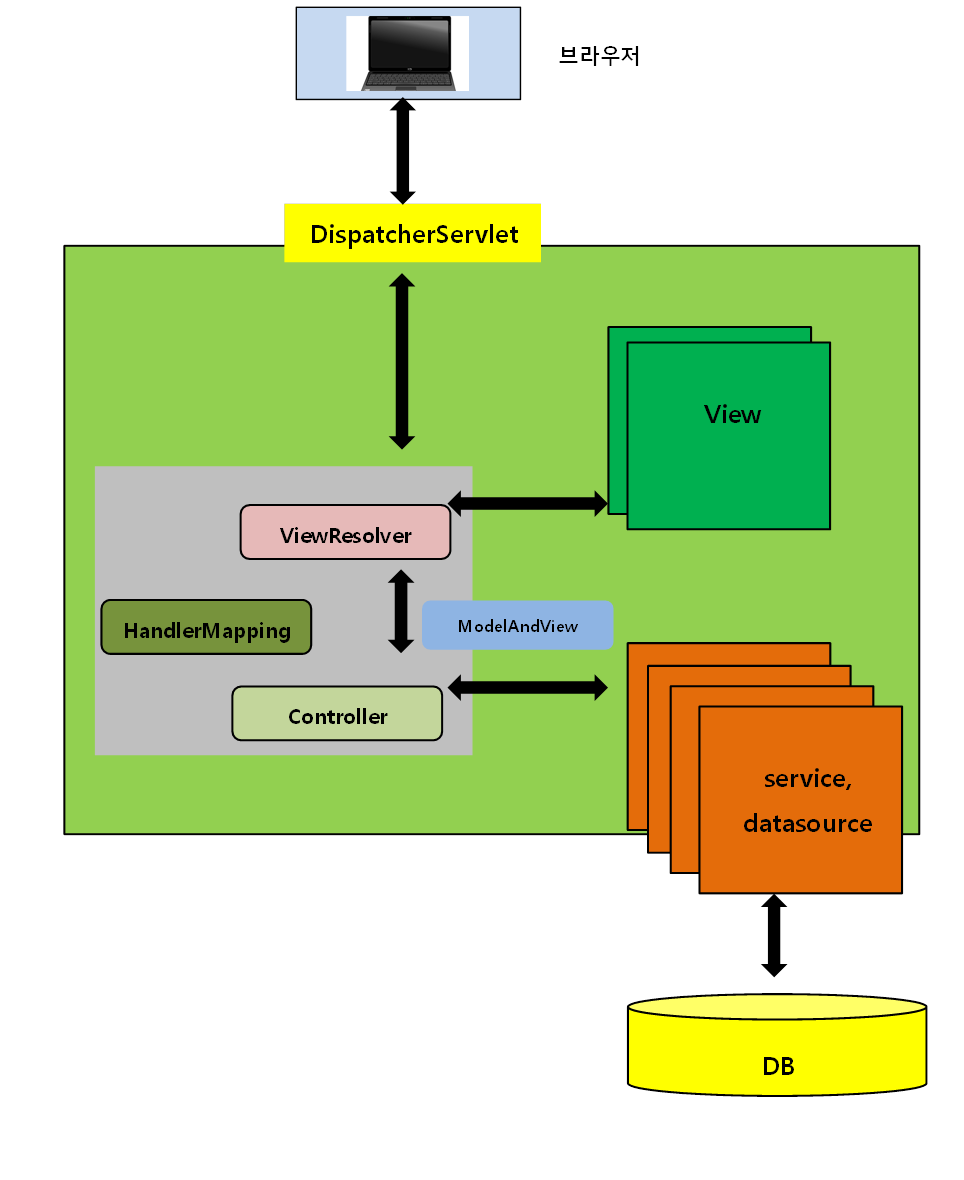 브라우저
DispatcherServlet
View
ViewResolver
HandlerMapping
ModelAndView
Controller
service,
datasource
DB